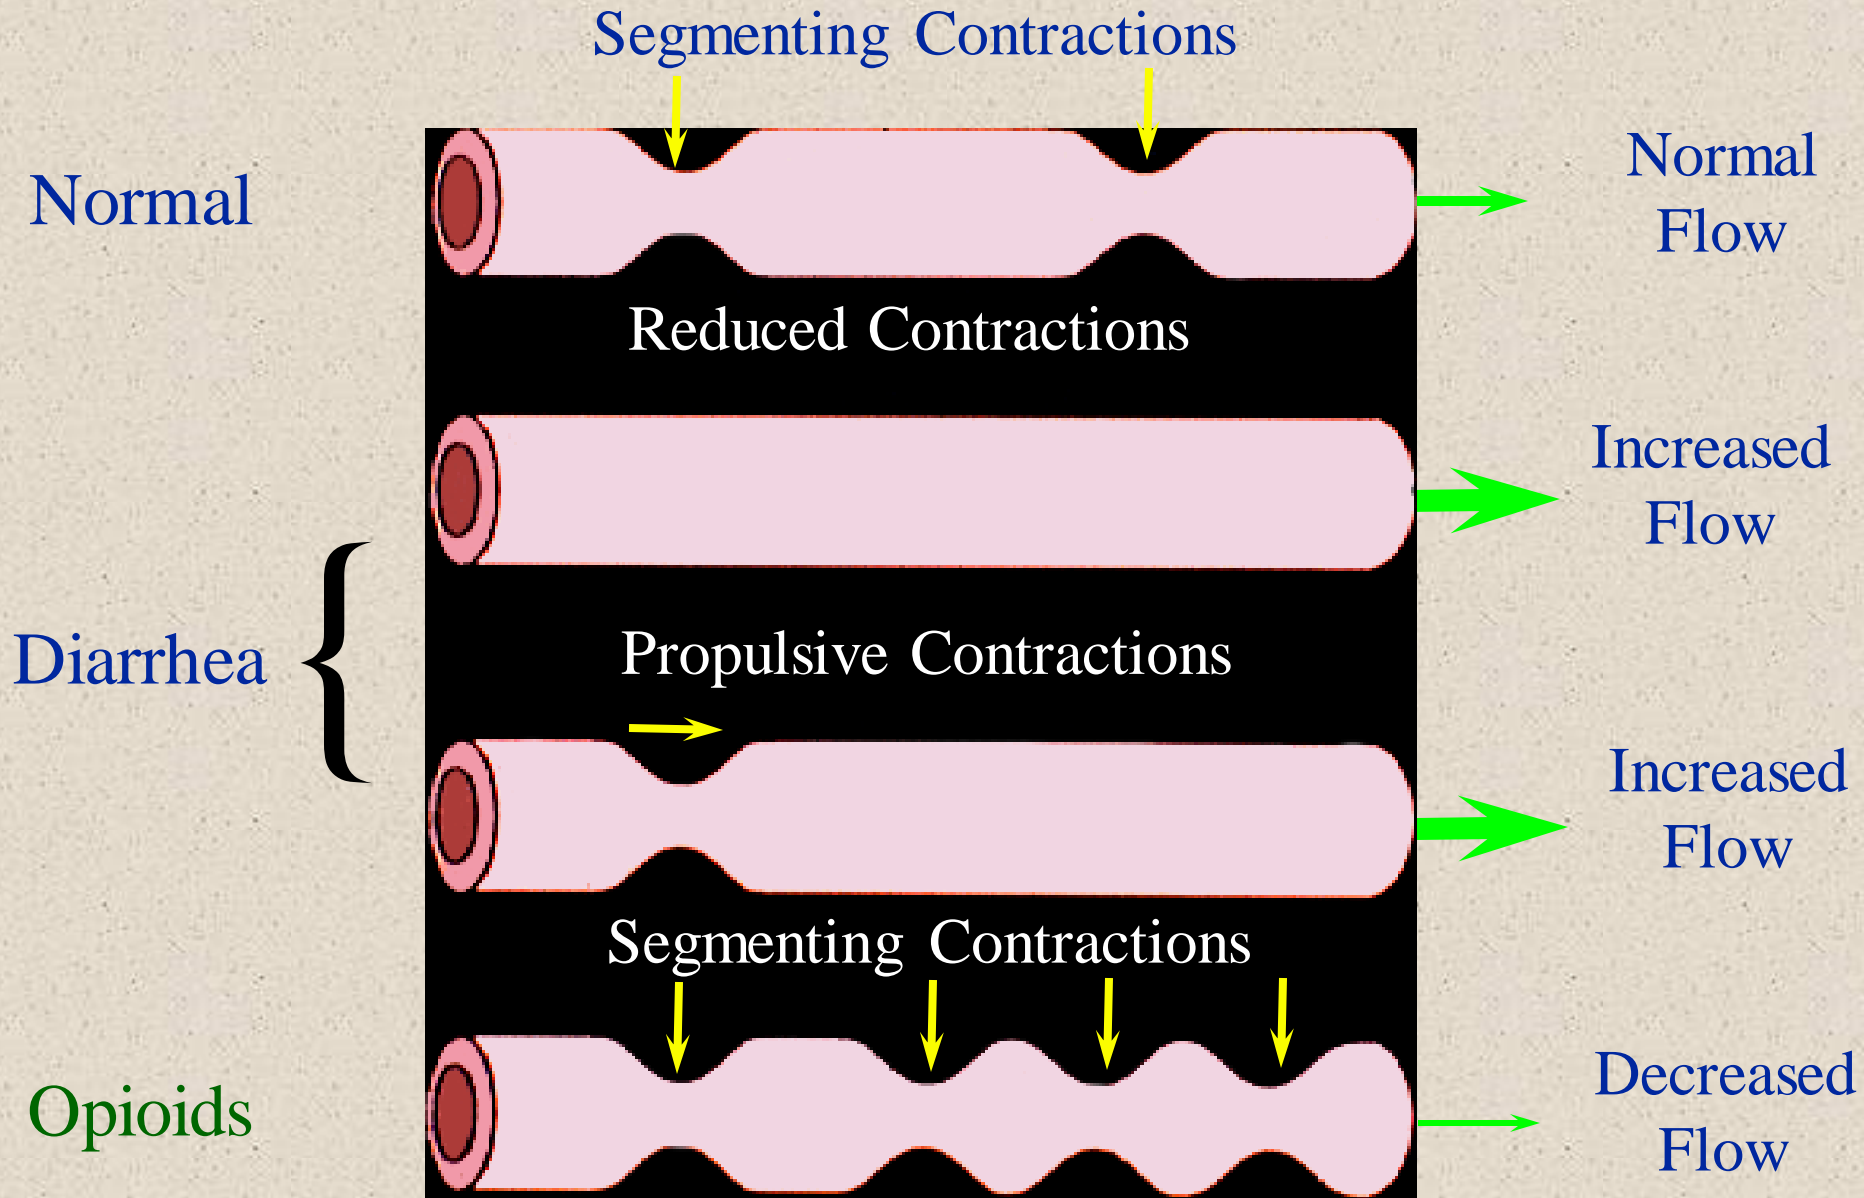 Segmenting Contractions
Normal
Normal
Flow
Reduced Contractions
Increased
Flow
Diarrhea
Propulsive Contractions
Increased
Flow
Segmenting Contractions
Opioids
Decreased
Flow